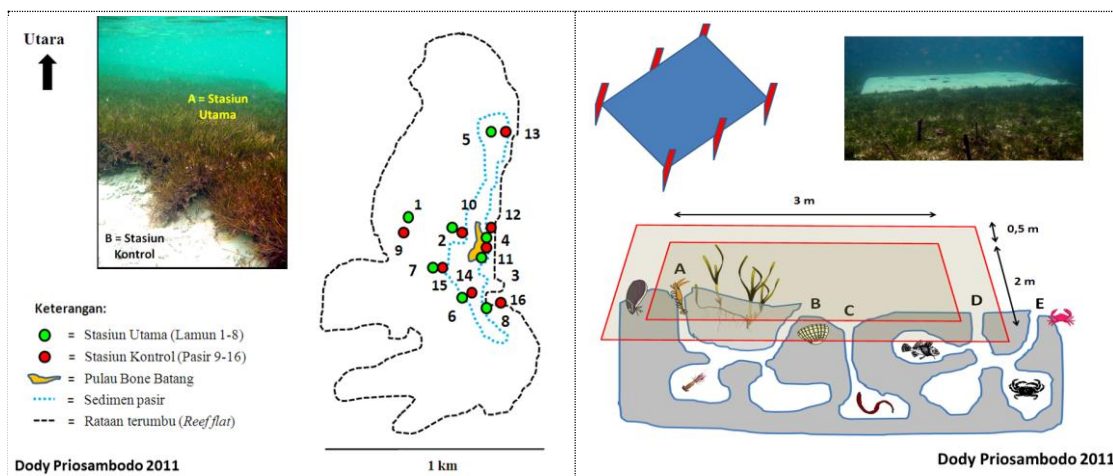 Utara
A = Stasiun
Utama
B = Stasiun
Kontrol
5
13
1
10
12
9
2
4
11
7
14
3
15
16
6
8
Keterangan:
= Stasiun Utama (Lamun 1-8)
= Stasiun Kontrol (Pasir 9-16)
= Pulau Bone Batang
= Sedimen pasir
= Rataan terumbu (Reef flat)
1 km
Dody Priosambodo 2011
3 m
0,5 m
2 m
A
B
C
D
E
Dody Priosambodo 2011